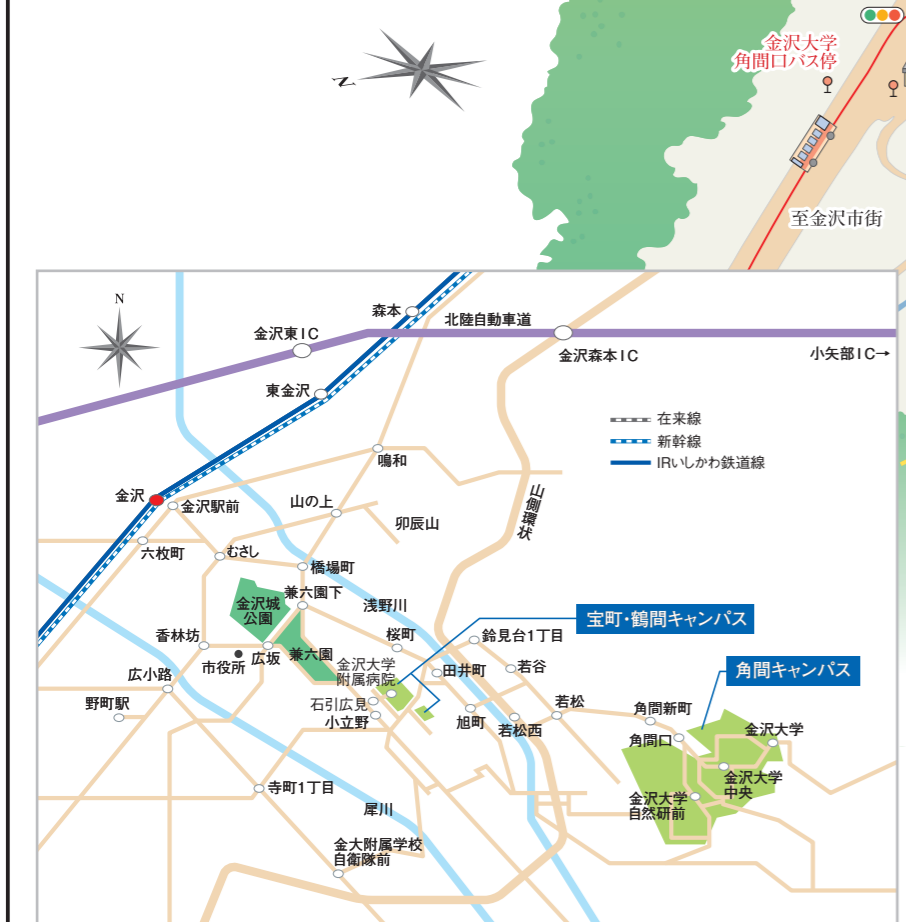 金沢大学
角間口バス停
N
至金沢市街
N
森本
北陸自動車道
金沢東IC
金沢森本IC
小矢部IC→
東金沢
在来線
新幹線
IRいしかわ鉄道線
鳴和
金沢
金沢駅前
山の上
山側環状
卯辰山
六枚町
むさし
橋場町
金沢城
公園
兼六園下
浅野川
宝町・鶴間キャンパス
香林坊
市役所
広坂
兼六園
桜町
鈴見台1丁目
金沢大学
附属病院
田井町
若谷
角間キャンパス
広小路
野町駅
石引広見
小立野
旭町
若松西
若松
角間新町
角間口
金沢大学
金沢大学
中央
寺町1丁目
犀川
金沢大学
自然研前
金大附属学校
自衛隊前